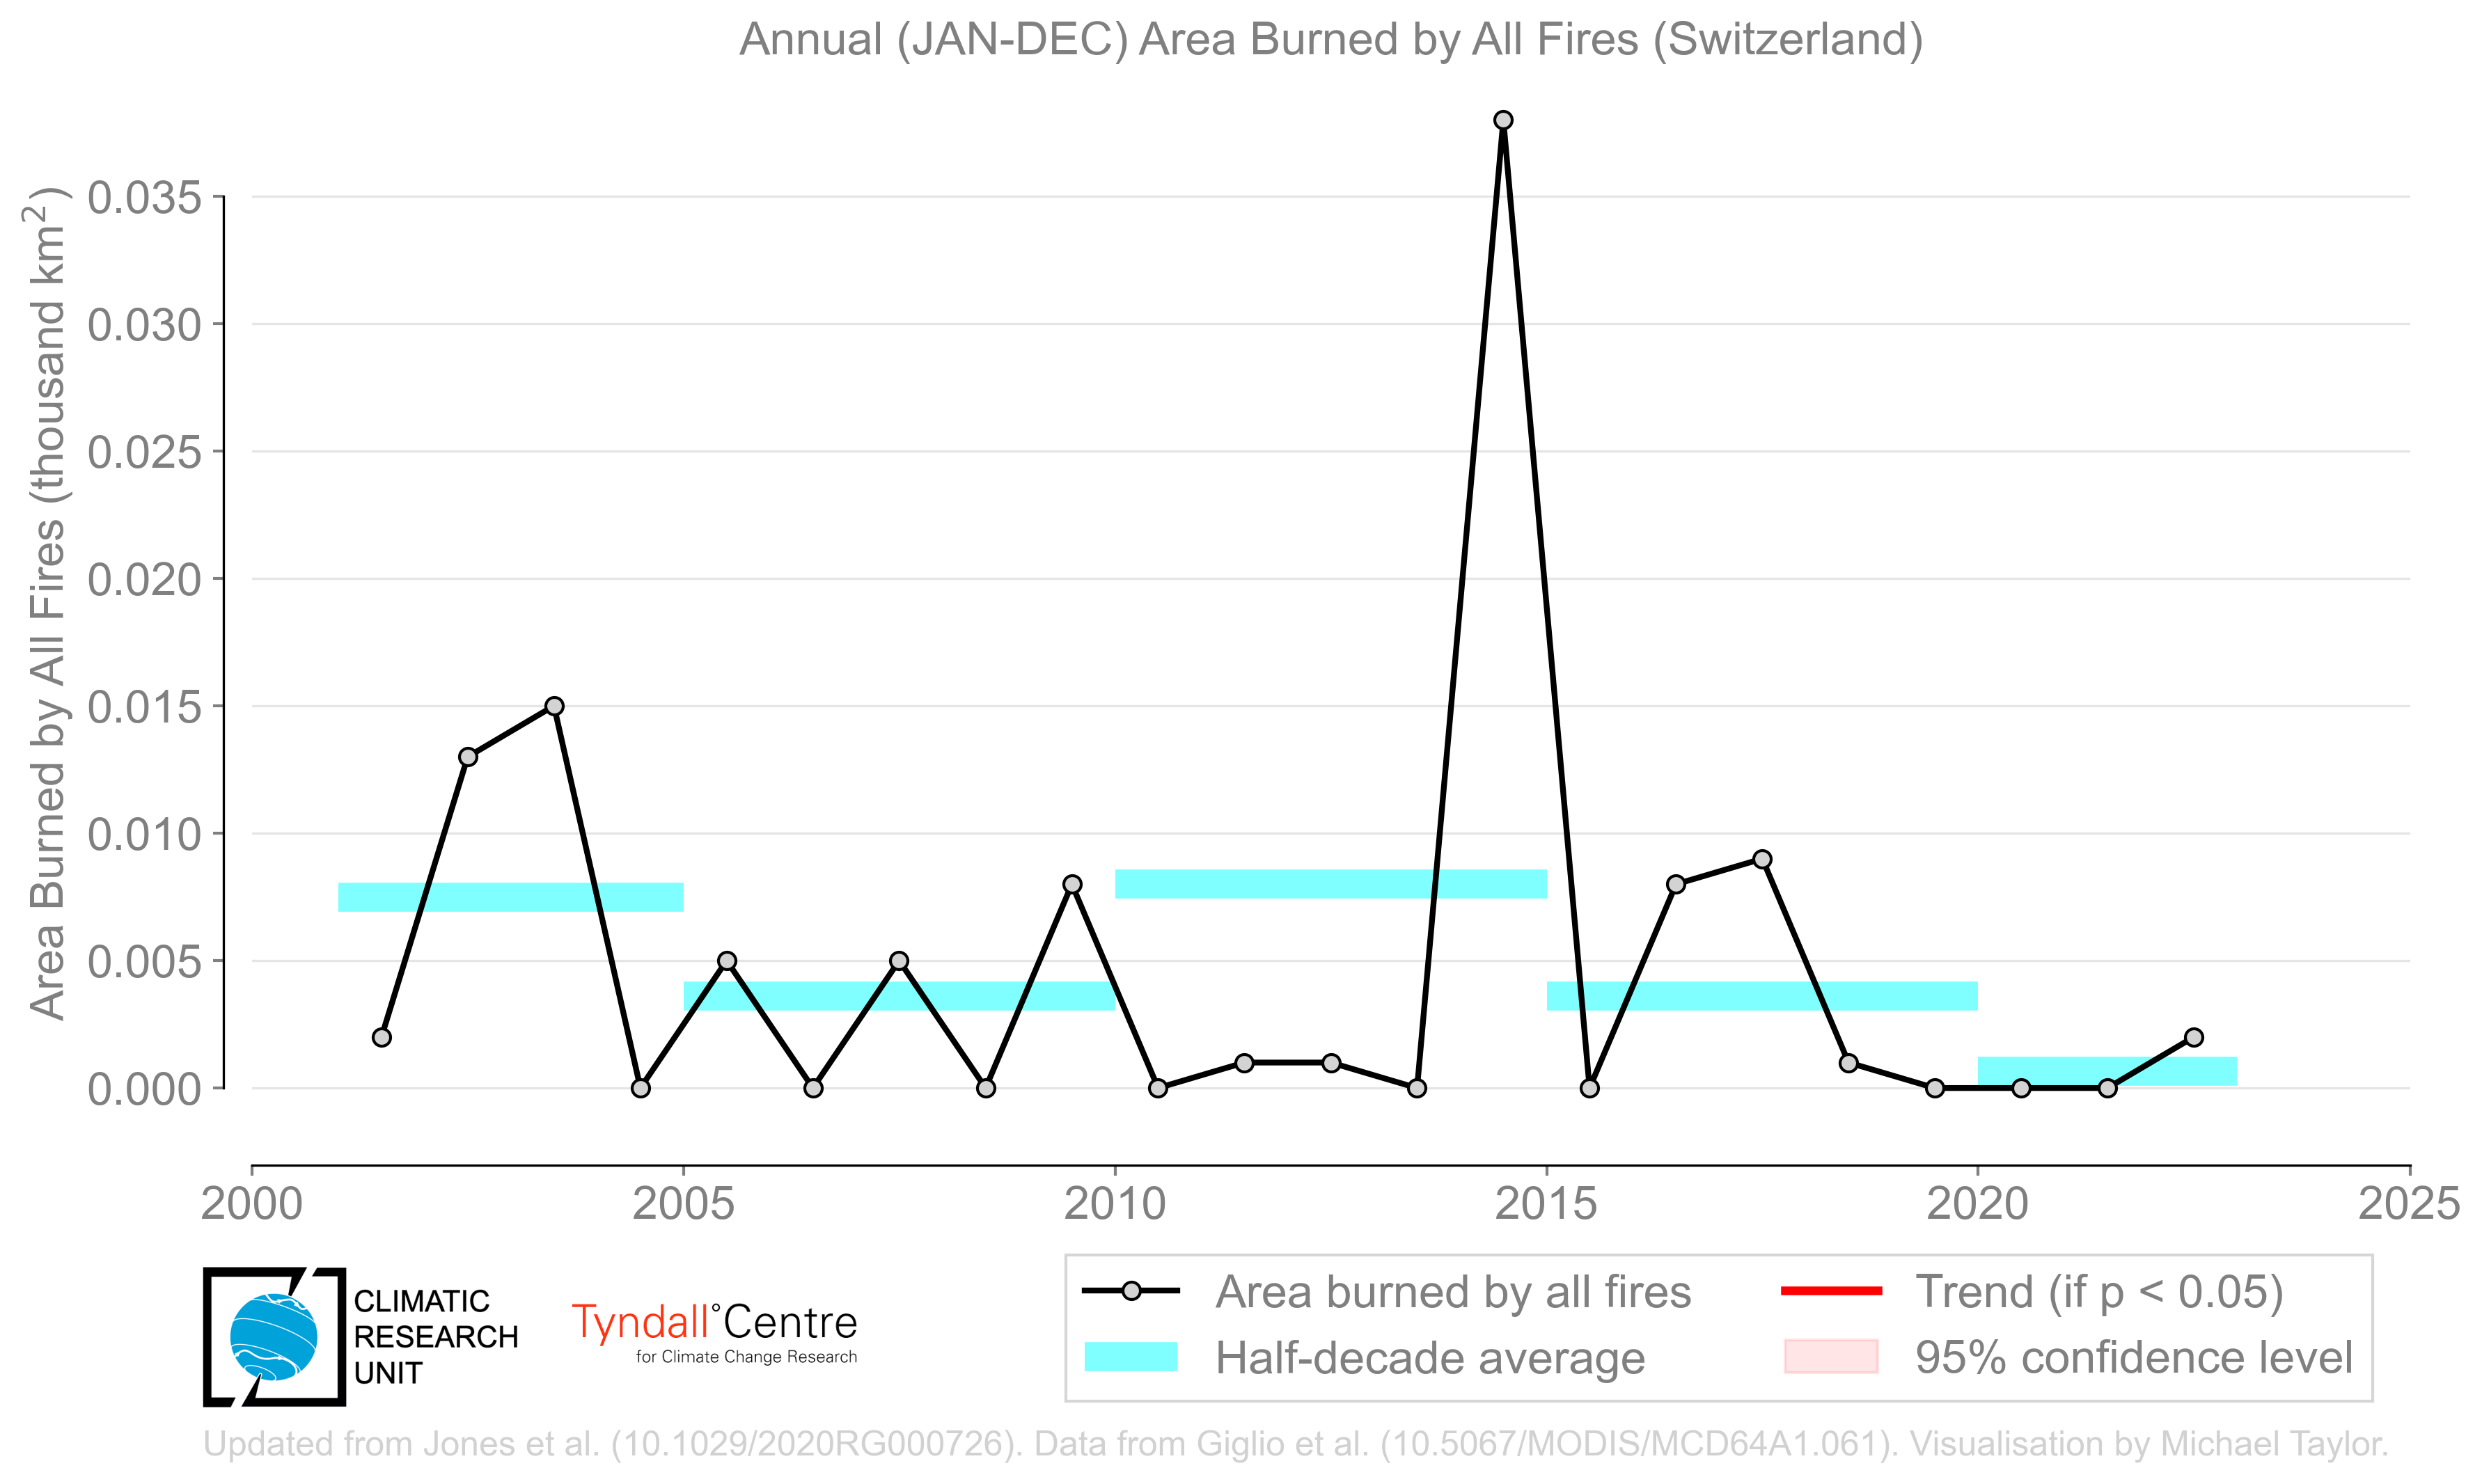 Annual (JAN-DEC) Area Burned by All Fires (Switzerland)
Area Burned by All Fires (thousand km²)
0.035
0.030
0.025
0.020
0.015
0.010
0.005
0.000
2000 2005 2010 2015 2020 2025
CLIMATIC
RESEARCH
UNIT
Tyndall°Centre
for Climate Change Research
Area burned by all fires
Half-decade average
Trend (if p < 0.05)
95% confidence level
Updated from Jones et al. (10.1029/2020RG000726). Data from Giglio et al. (10.5067/MODIS/MCD64A1.061). Visualisation by Michael Taylor.